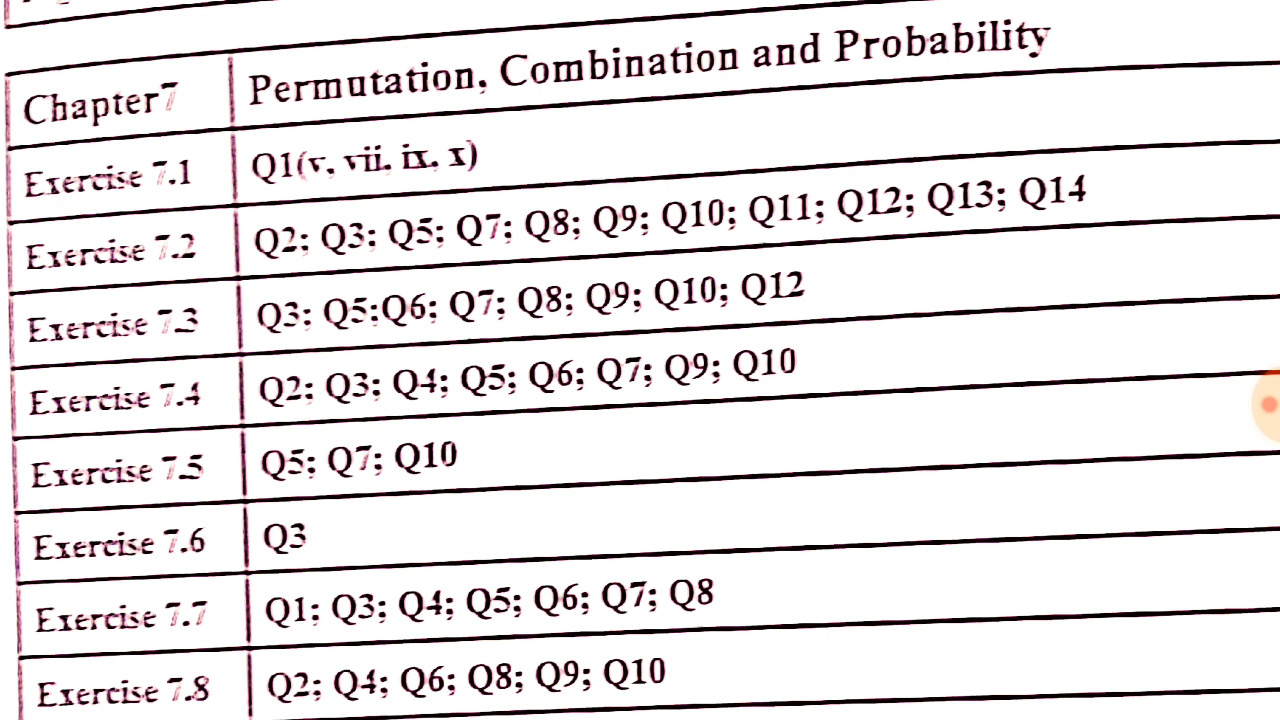 Chapter7 Permutation, Combination and Probability
Exercise 7.1 Q1(v, vii, ix, x)
Exercise 7.2 Q2; Q3; Q5; Q7; Q8; Q9; Q10; Q11; Q12; Q13; Q14
Exercise 7.3 Q3; Q5;Q6; Q7; Q8; Q9; Q10; Q12
Exercise 7.4 Q2; Q3; Q4; Q5; Q6; Q7; Q9; Q10
Exercise 7.5 Q5; Q7; Q10
Exercise 7.6 Q3
Exercise 7.7 Q1; Q3; Q4; Q5; Q6; Q7; Q8
Exercise 7.8 Q2; Q4; Q6; Q8; Q9; Q10